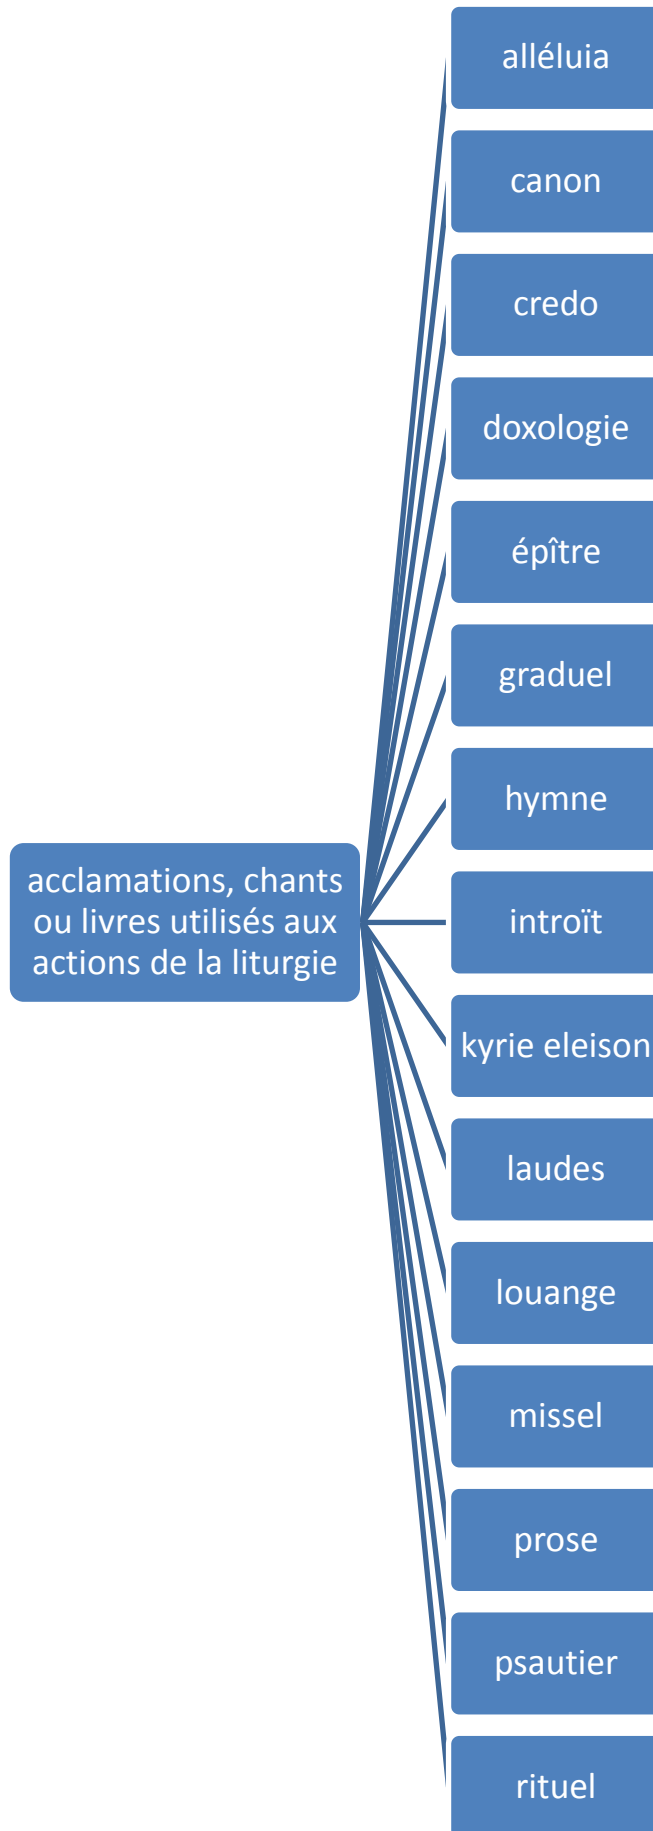 alléluia
canon
credo
doxologie
épître
graduel
hymne
acclamations, chants
ou livres utilisés aux
actions de la liturgie
introït
kyrie eleison
laudes
louange
missel
prose
psautier
rituel